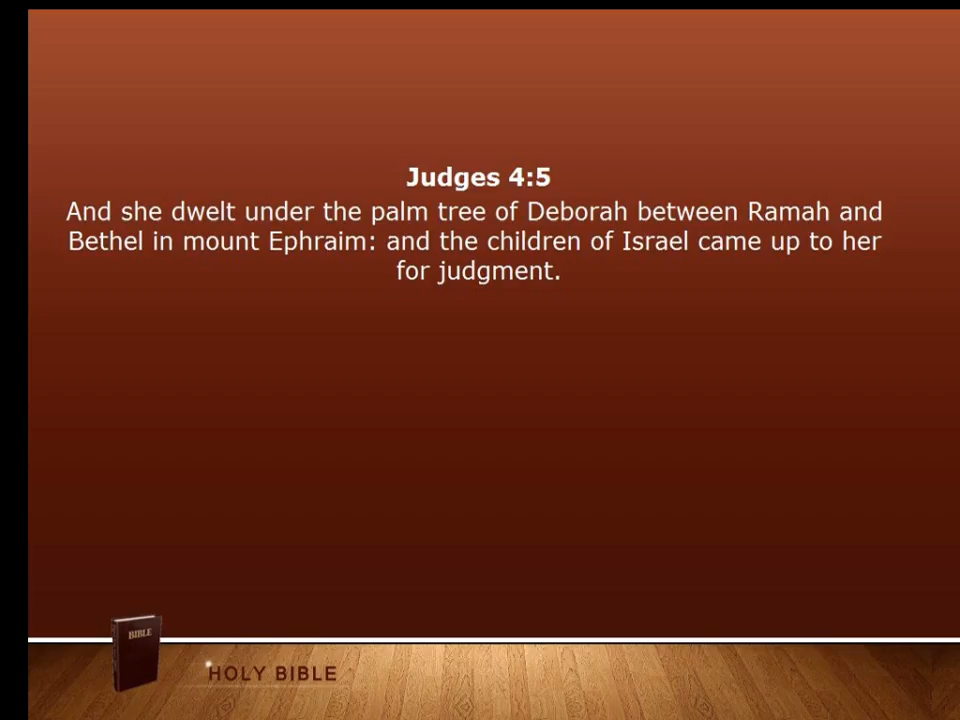 Judges 4:5
And she dwelt under the palm tree of Deborah between Ramah and
Bethel in mount Ephraim: and the children of Israel came up to her
for judgment.
BIBLE
HOLY BIBLE